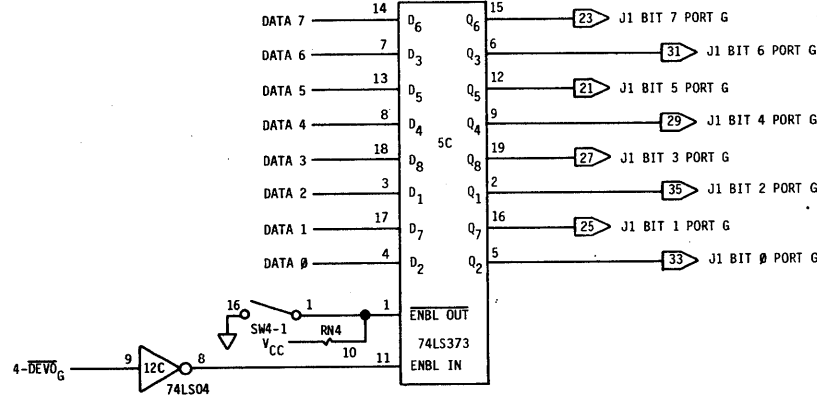 DATA 7 14 D6 Q6 15 23 J1 BIT 7 PORT G
DATA 6 7 D3 Q3 6 31 J1 BIT 6 PORT G
DATA 5 13 D5 Q5 12 21 J1 BIT 5 PORT G
DATA 4 8 D4 Q4 9 29 J1 BIT 4 PORT G
5C
DATA 3 18 D8 Q8 19 27 J1 BIT 3 PORT G
DATA 2 3 D1 Q1 2 35 J1 BIT 2 PORT G
DATA 1 17 D7 Q7 16 25 J1 BIT 1 PORT G
DATA Ø 4 D2 Q2 5 33 J1 BIT Ø PORT G
16 1 1 ENBL OUT
SW4-1 RN4
VCC 10 74LS373
4-DEVOG 9 12C 8 11 ENBL IN
74LS04